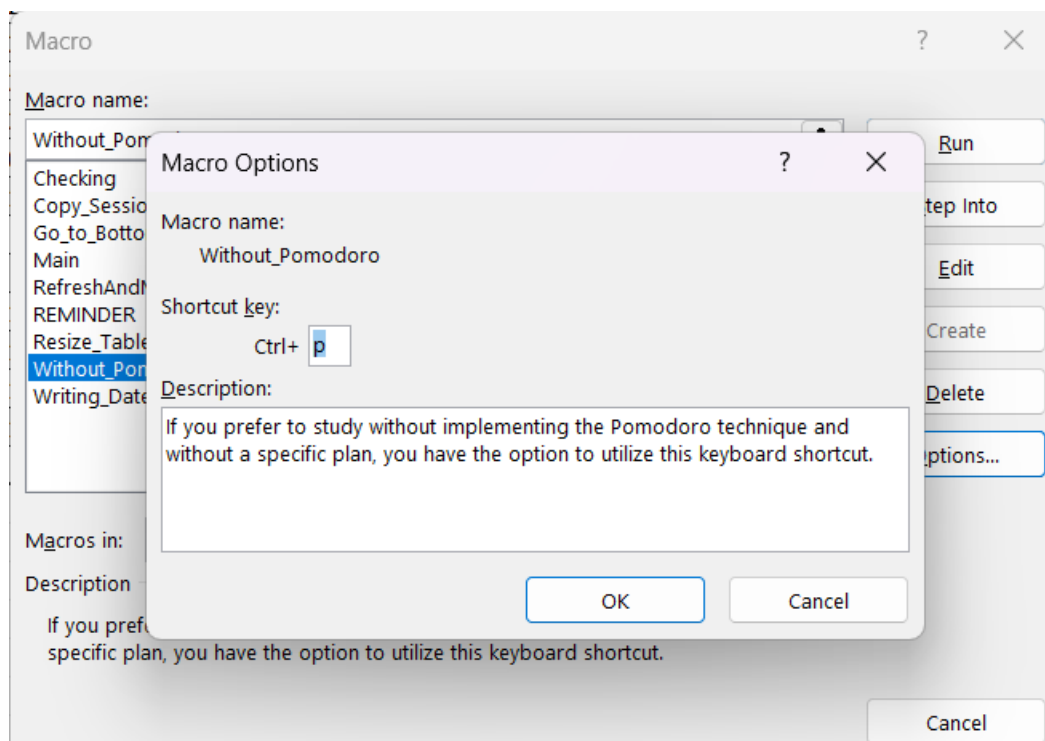 Macro
Macro name:
Without_Pom
Run
Checking
Copy_Sessio
Go_to_Botto
Main
RefreshAndM
REMINDER
Resize_Table
Without_Pom
Writing_Date
tep Into
Edit
Create
Delete
ptions...
Macro Options
Macro name:
Without_Pomodoro
Shortcut key:
Ctrl+ p
Description:
If you prefer to study without implementing the Pomodoro technique and
without a specific plan, you have the option to utilize this keyboard shortcut.
OK Cancel
Macros in:
Description
If you pref
specific plan, you have the option to utilize this keyboard shortcut.
Cancel